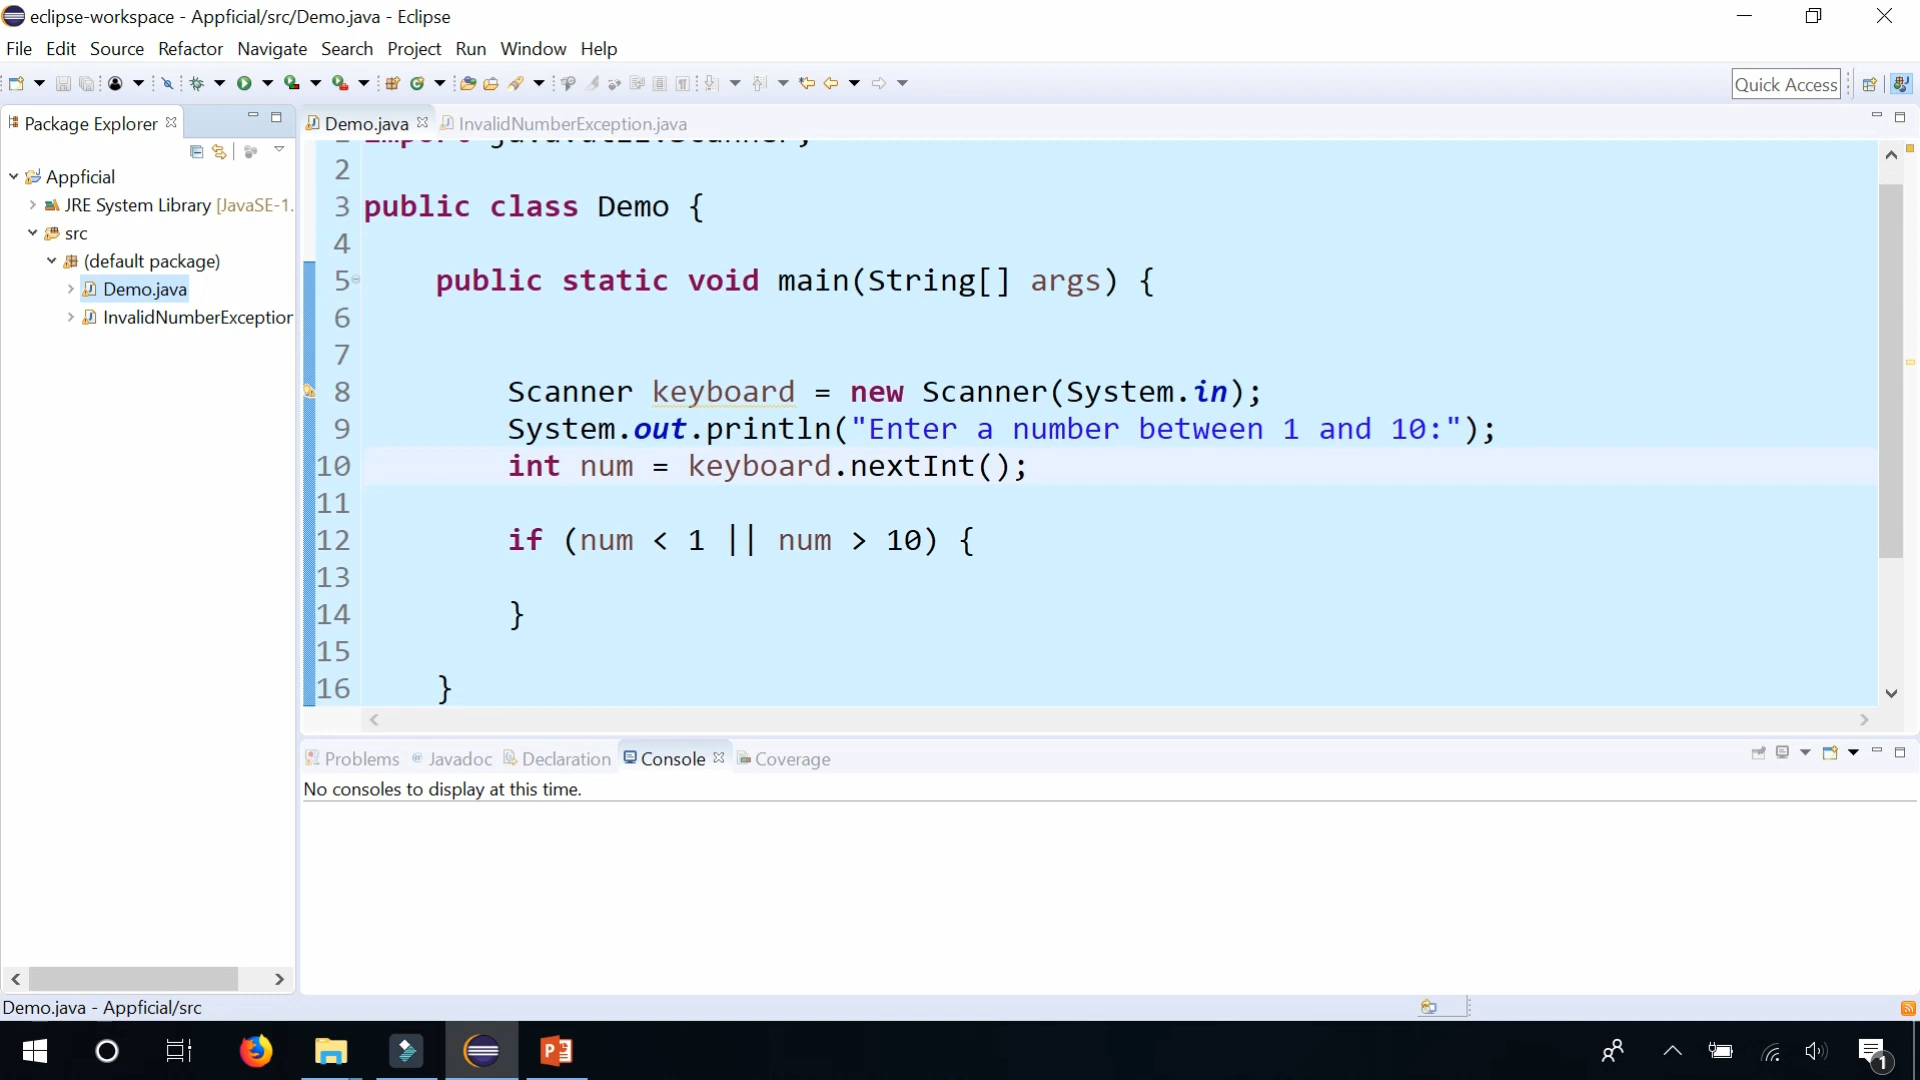 eclipse-workspace - Appficial/src/Demo.java - Eclipse
File Edit Source Refactor Navigate Search Project Run Window Help
Quick Access
Package Explorer
Demo.java InvalidNumberException.java
Appficial
JRE System Library [JavaSE-1.
src
(default package)
Demo.java
InvalidNumberException
2
3 public class Demo {
4
5 public static void main(String[] args) {
6
7
8 Scanner keyboard = new Scanner(System.in);
9 System.out.println("Enter a number between 1 and 10:");
10 int num = keyboard.nextInt();
11
12 if (num < 1 || num > 10) {
13
14 }
15
16 }
Problems Javadoc Declaration Console Coverage
No consoles to display at this time.
Demo.java - Appficial/src
1